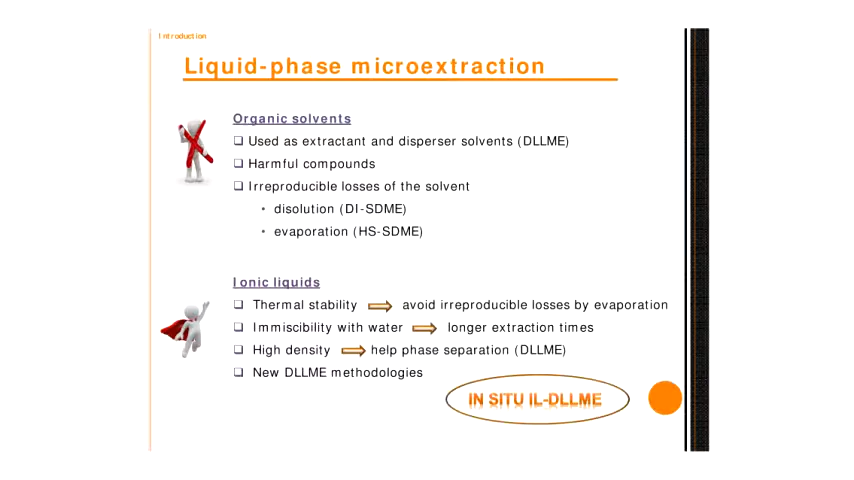 Introduction
Liquid-phase microextraction
Organic solvents
❑ Used as extractant and disperser solvents (DLLME)
❑ Harmful compounds
❑ Irreproducible losses of the solvent
• disolution (DI-SDME)
• evaporation (HS-SDME)
Ionic liquids
❑ Thermal stability ⇨ avoid irreproducible losses by evaporation
❑ Immiscibility with water ⇨ longer extraction times
❑ High density ⇨ help phase separation (DLLME)
❑ New DLLME methodologies
IN SITU IL-DLLME